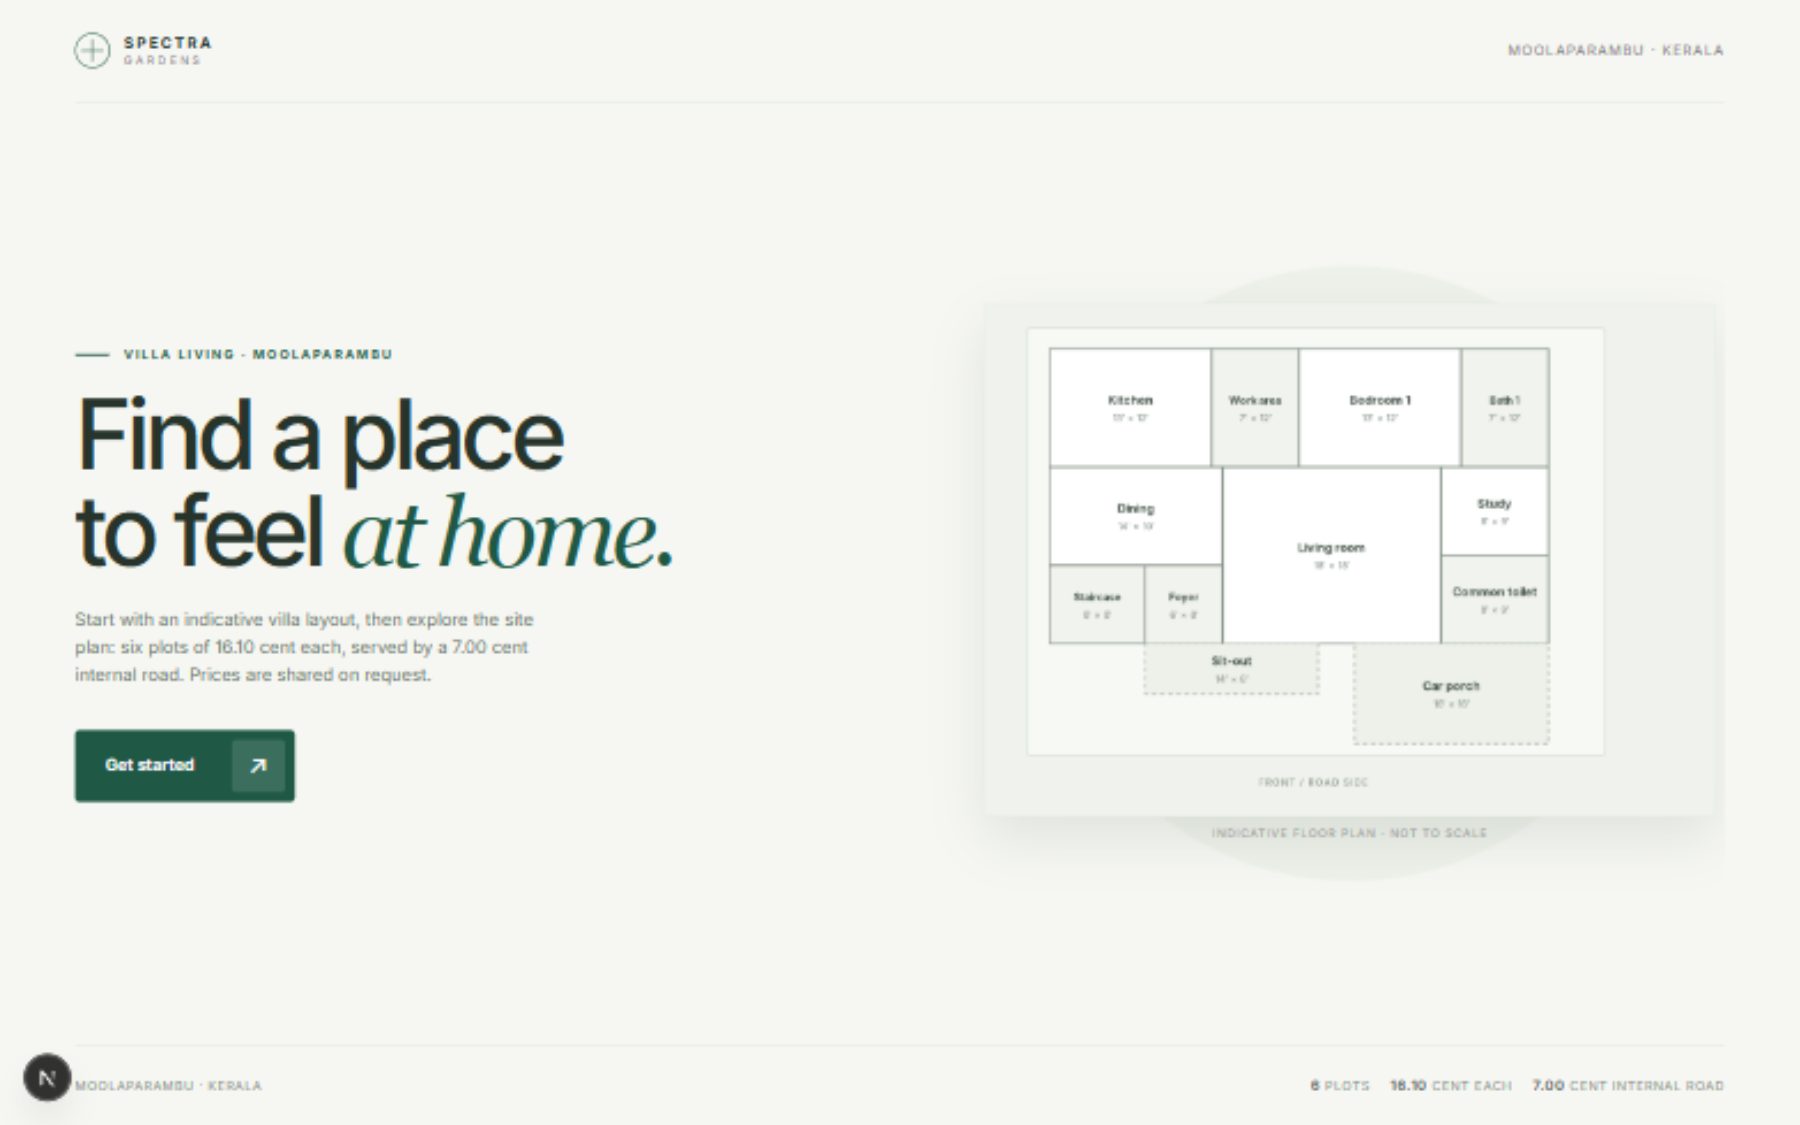 SPECTRA
GARDENS
MOOLAPARAMBU · KERALA
VILLA LIVING · MOOLAPARAMBU
Find a place
to feel at home.
Start with an indicative villa layout, then explore the site
plan: six plots of 16.10 cent each, served by a 7.00 cent
internal road. Prices are shared on request.
Get started
Kitchen
Work area
7' × 12'
Bedroom 1
Bath 1
7' × 12'
Dining
Study
Living room
Staircase
Foyer
Common toilet
Sit-out
Car porch
FRONT / ROAD SIDE
INDICATIVE FLOOR PLAN · NOT TO SCALE
N
MOOLAPARAMBU · KERALA
6 PLOTS 16.10 CENT EACH 7.00 CENT INTERNAL ROAD